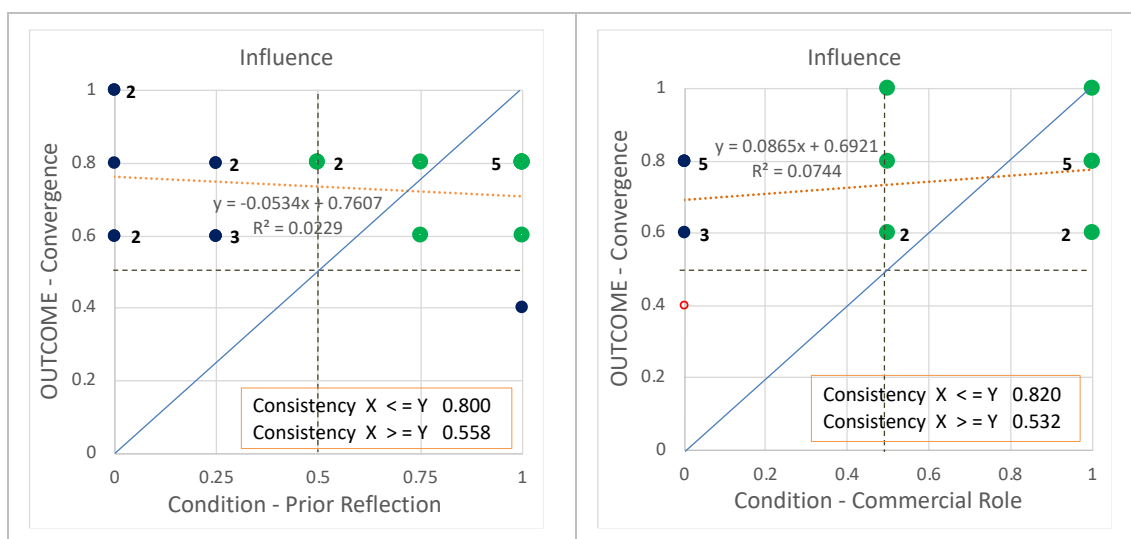 Influence
OUTCOME - Convergence
1
0.8
0.6
0.4
0.2
0
2
2
2
5
2
3
y = -0.0534x + 0.7607
R² = 0.0229
Consistency X < = Y 0.800
Consistency X > = Y 0.558
0 0.25 0.5 0.75 1
Condition - Prior Reflection
Influence
OUTCOME - Convergence
1
0.8
0.6
0.4
0.2
0
y = 0.0865x + 0.6921
R² = 0.0744
5
5
3
2
2
Consistency X < = Y 0.820
Consistency X > = Y 0.532
0 0.2 0.4 0.6 0.8 1
Condition - Commercial Role